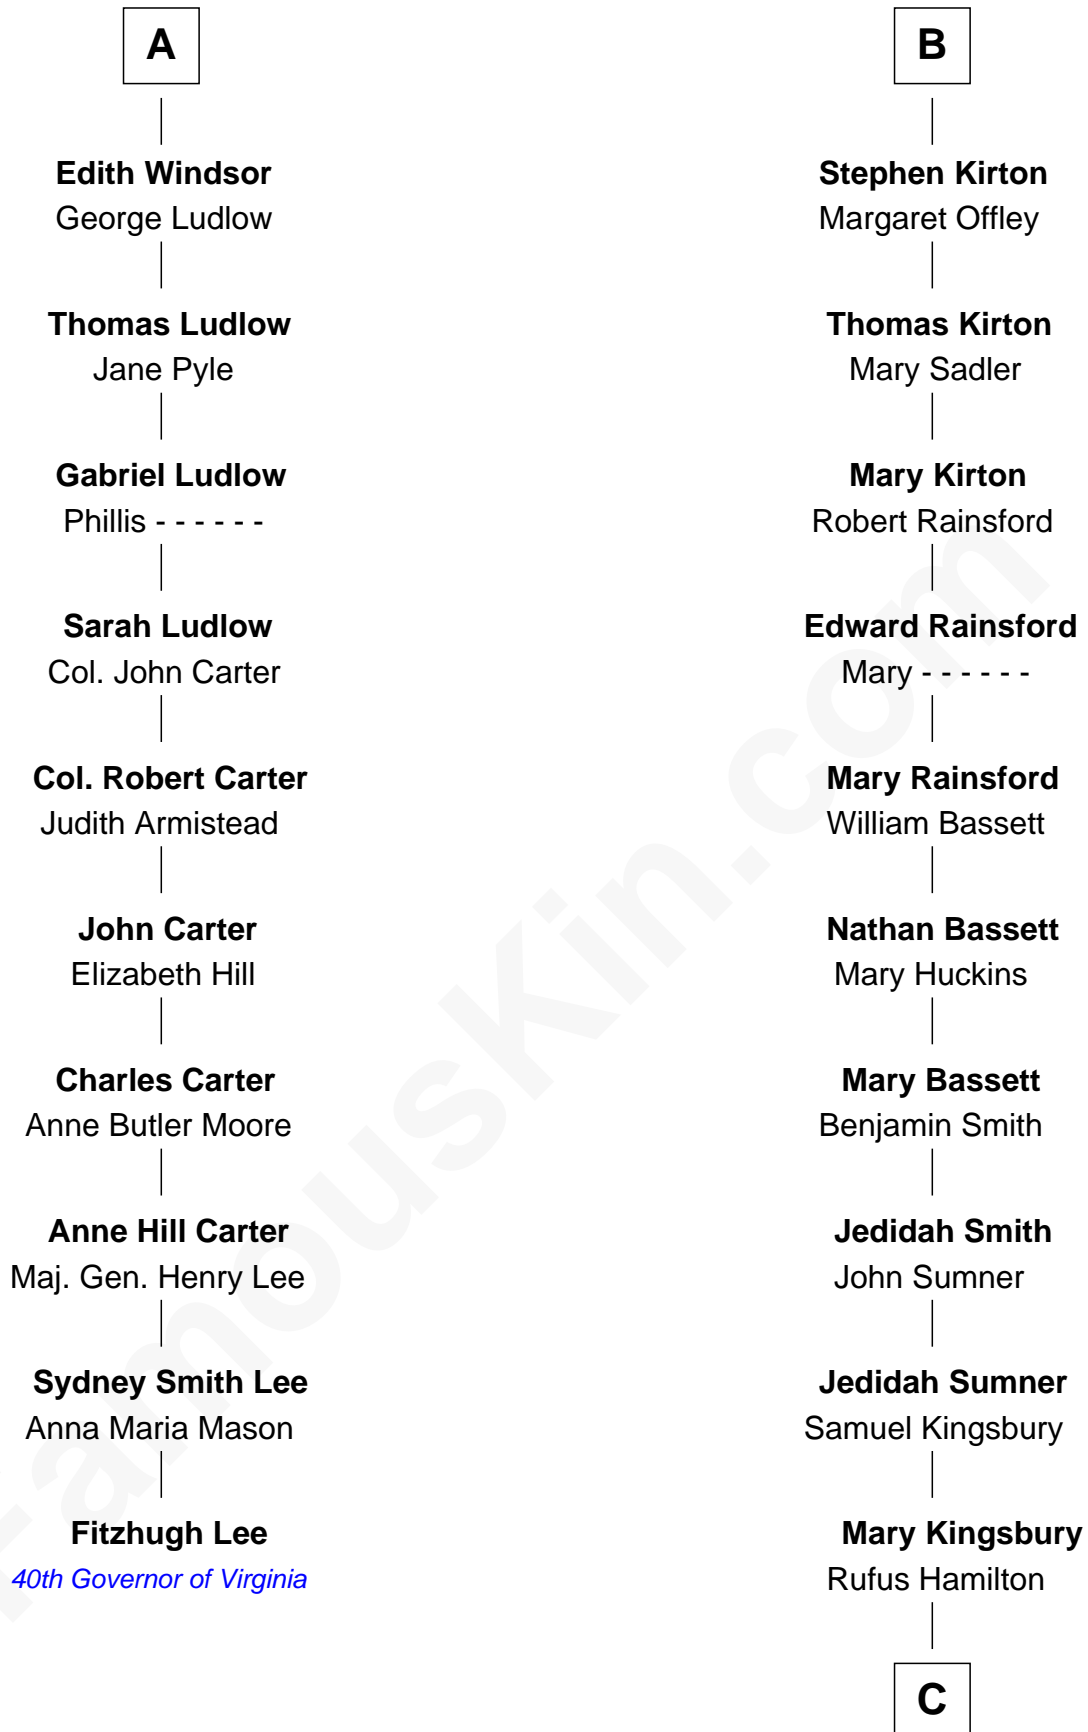 A
Edith Windsor
George Ludlow
Thomas Ludlow
Jane Pyle
Gabriel Ludlow
Phillis - - - - - -
Sarah Ludlow
Col. John Carter
Col. Robert Carter
Judith Armistead
John Carter
Elizabeth Hill
Charles Carter
Anne Butler Moore
Anne Hill Carter
Maj. Gen. Henry Lee
Sydney Smith Lee
Anna Maria Mason
Fitzhugh Lee
40th Governor of Virginia
B
Stephen Kirton
Margaret Offley
Thomas Kirton
Mary Sadler
Mary Kirton
Robert Rainsford
Edward Rainsford
Mary - - - - - -
Mary Rainsford
William Bassett
Nathan Bassett
Mary Huckins
Mary Bassett
Benjamin Smith
Jedidah Smith
John Sumner
Jedidah Sumner
Samuel Kingsbury
Mary Kingsbury
Rufus Hamilton
C
FamousKin.com